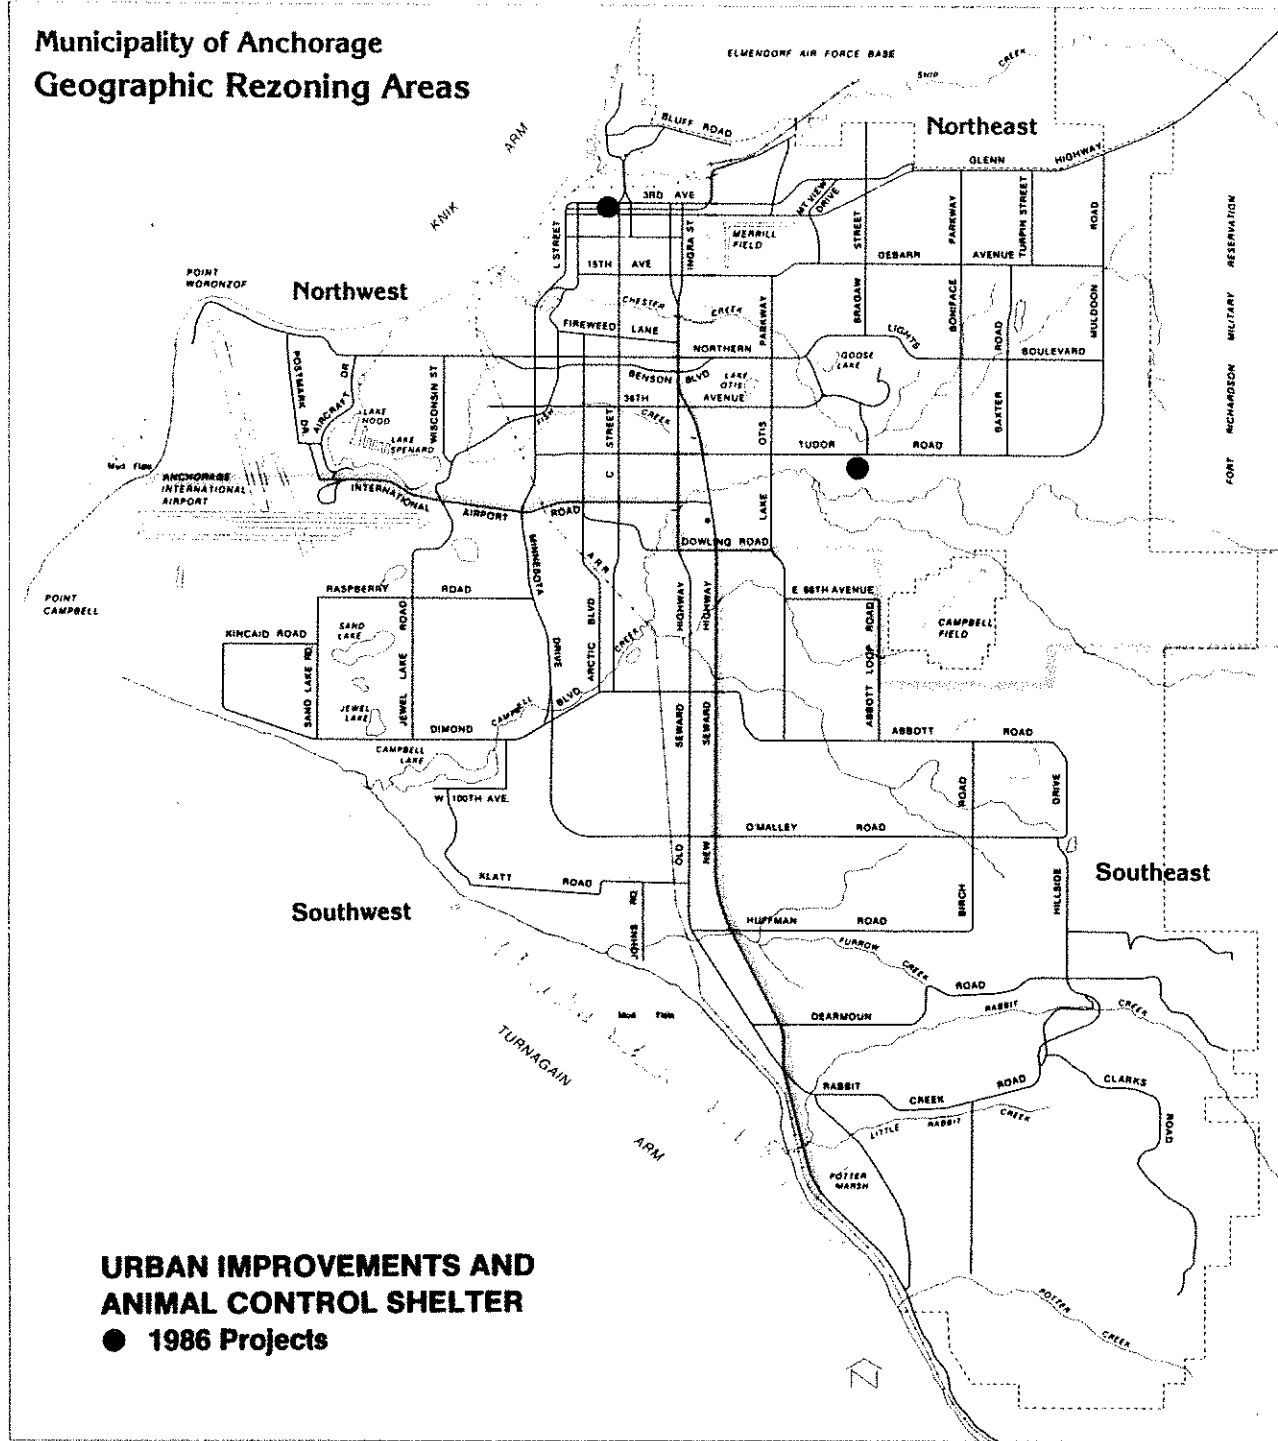 Municipality of Anchorage
Geographic Rezoning Areas
ELMENDORF AIR FORCE BASE
SHIP CREEK
BLUFF ROAD
Northeast
GLENN HIGHWAY
KNIK ARM
3RD AVE
MT. VIEW DRIVE
L STREET
INGRA ST
MERRILL FIELD
BRAGAW STREET
BONIFACE PARKWAY
TURPIN STREET
MULDOON ROAD
FORT RICHARDSON MILITARY RESERVATION
DEBARR AVENUE
15TH AVE
POINT WORONZOF
Northwest
CHESTER CREEK
FIREWEED LANE
NORTHERN LIGHTS BOULEVARD
LAKE OTIS PARKWAY
GOOSE LAKE
BAXTER ROAD
BENSON BLVD
LAKE OTIS
36TH AVENUE
POSTMARK DR.
AIRCRAFT DR
WISCONSIN ST
LAKE HOOD
LAKE SPENARD
FISH CREEK
C STREET
TUDOR ROAD
Mud Flats
ANCHORAGE INTERNATIONAL AIRPORT
INTERNATIONAL AIRPORT ROAD
DOWLING ROAD
MINNESOTA DRIVE
A R R
POINT CAMPBELL
RASPBERRY ROAD
ARCTIC BLVD
E 68TH AVENUE
CAMPBELL FIELD
KINCAID ROAD
SAND LAKE
SAND LAKE RD.
JEWEL LAKE
JEWEL LAKE ROAD
ABBOTT LOOP ROAD
OLD SEWARD HIGHWAY
NEW SEWARD HIGHWAY
CAMPBELL CREEK
DIMOND BLVD
ABBOTT ROAD
CAMPBELL LAKE
W 100TH AVE.
BIRCH ROAD
HILLSIDE DRIVE
O'MALLEY ROAD
Southeast
KLATT ROAD
Southwest
JOHNS RD
HUFFMAN ROAD
FURROW CREEK
Mud Flats
DEARMOUN ROAD
RABBIT CREEK
TURNAGAIN ARM
RABBIT CREEK ROAD
CLARKS ROAD
LITTLE RABBIT CREEK
POTTER MARSH
POTTER CREEK
URBAN IMPROVEMENTS AND
ANIMAL CONTROL SHELTER
1986 Projects
N